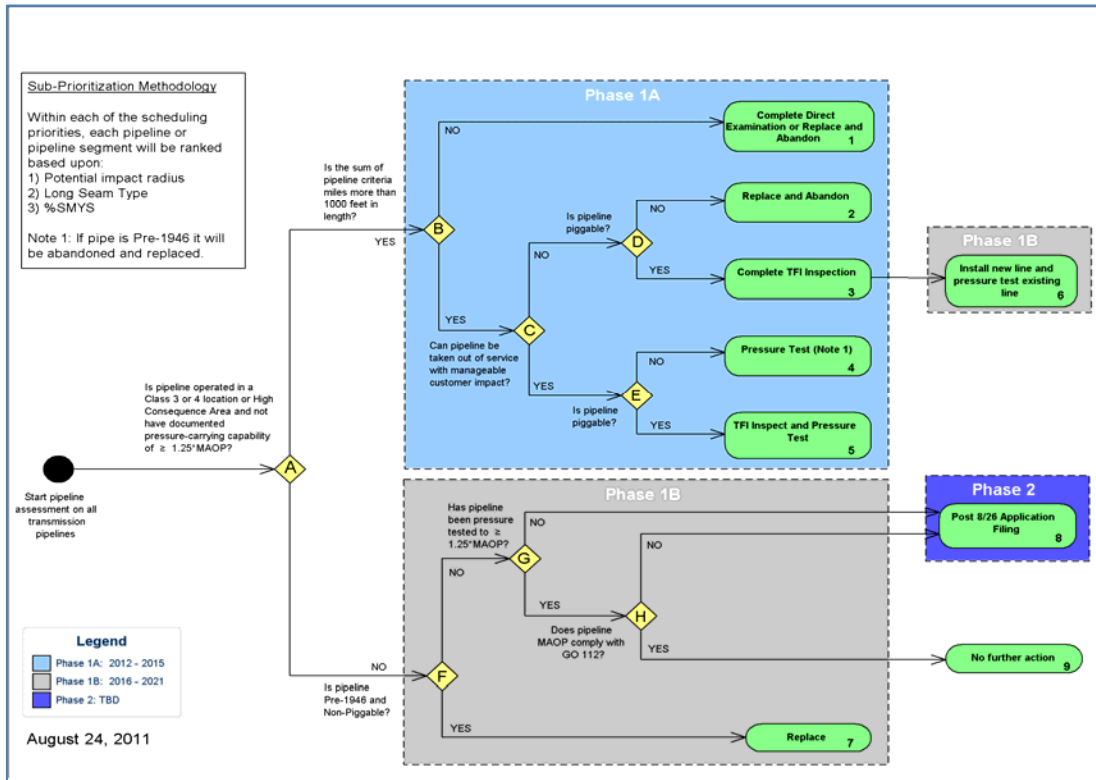 Sub-Prioritization Methodology
Within each of the scheduling
priorities, each pipeline or
pipeline segment will be ranked
based upon:
1) Potential impact radius
2) Long Seam Type
3) %SMYS
Note 1: If pipe is Pre-1946 it will
be abandoned and replaced.
Phase 1A
NO
Complete Direct
Examination or Replace and
Abandon
1
Is the sum of
pipeline criteria
miles more than
1000 feet in
length?
YES
B
Is pipeline
piggable?
NO
Replace and Abandon
2
D
NO
YES
Complete TFI Inspection
3
Phase 1B
Install new line and
pressure test existing
line
6
YES
C
Can pipeline be
taken out of service
with manageable
customer impact?
YES
NO
Pressure Test (Note 1)
4
E
Is pipeline
piggable?
YES
TFI Inspect and Pressure
Test
5
Is pipeline operated in a
Class 3 or 4 location or High
Consequence Area and not
have documented
pressure-carrying capability
of ≥ 1.25*MAOP?
A
Start pipeline
assessment on all
transmission
pipelines
Phase 1B
Has pipeline
been pressure
tested to ≥
1.25*MAOP?
NO
G
Phase 2
Post 8/26 Application
Filing
8
NO
NO
YES
H
Does pipeline
MAOP comply with
GO 112?
YES
No further action
9
NO
F
Is pipeline
Pre-1946 and
Non-Piggable?
YES
Replace
7
Legend
Phase 1A: 2012 - 2015
Phase 1B: 2016 - 2021
Phase 2: TBD
August 24, 2011